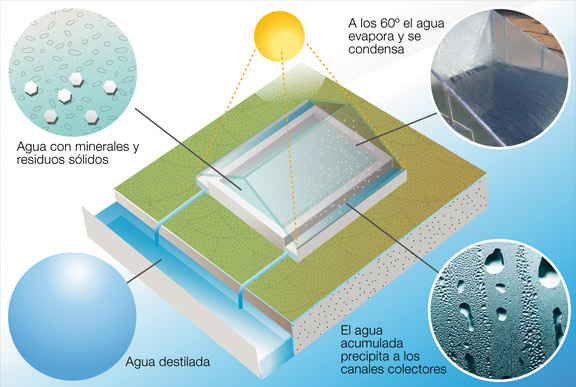 A los 60º el agua
evapora y se
condensa
Agua con minerales y
residuos sólidos
Agua destilada
El agua
acumulada
precipita a los
canales colectores